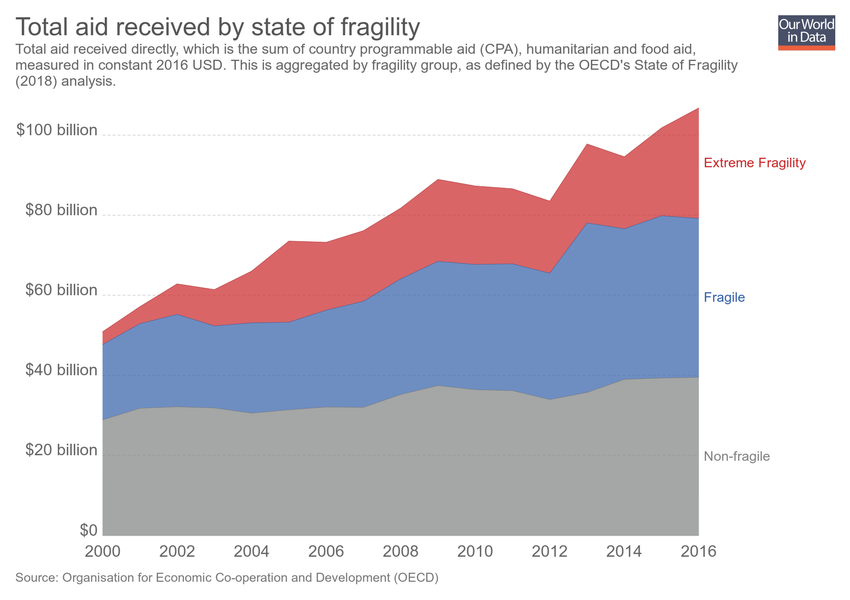 Total aid received by state of fragility
Our World
in Data
Total aid received directly, which is the sum of country programmable aid (CPA), humanitarian and food aid,
measured in constant 2016 USD. This is aggregated by fragility group, as defined by the OECD's State of Fragility
(2018) analysis.
$100 billion
Extreme Fragility
$80 billion
$60 billion
Fragile
$40 billion
$20 billion
Non-fragile
$0
2000 2002 2004 2006 2008 2010 2012 2014 2016
Source: Organisation for Economic Co-operation and Development (OECD)